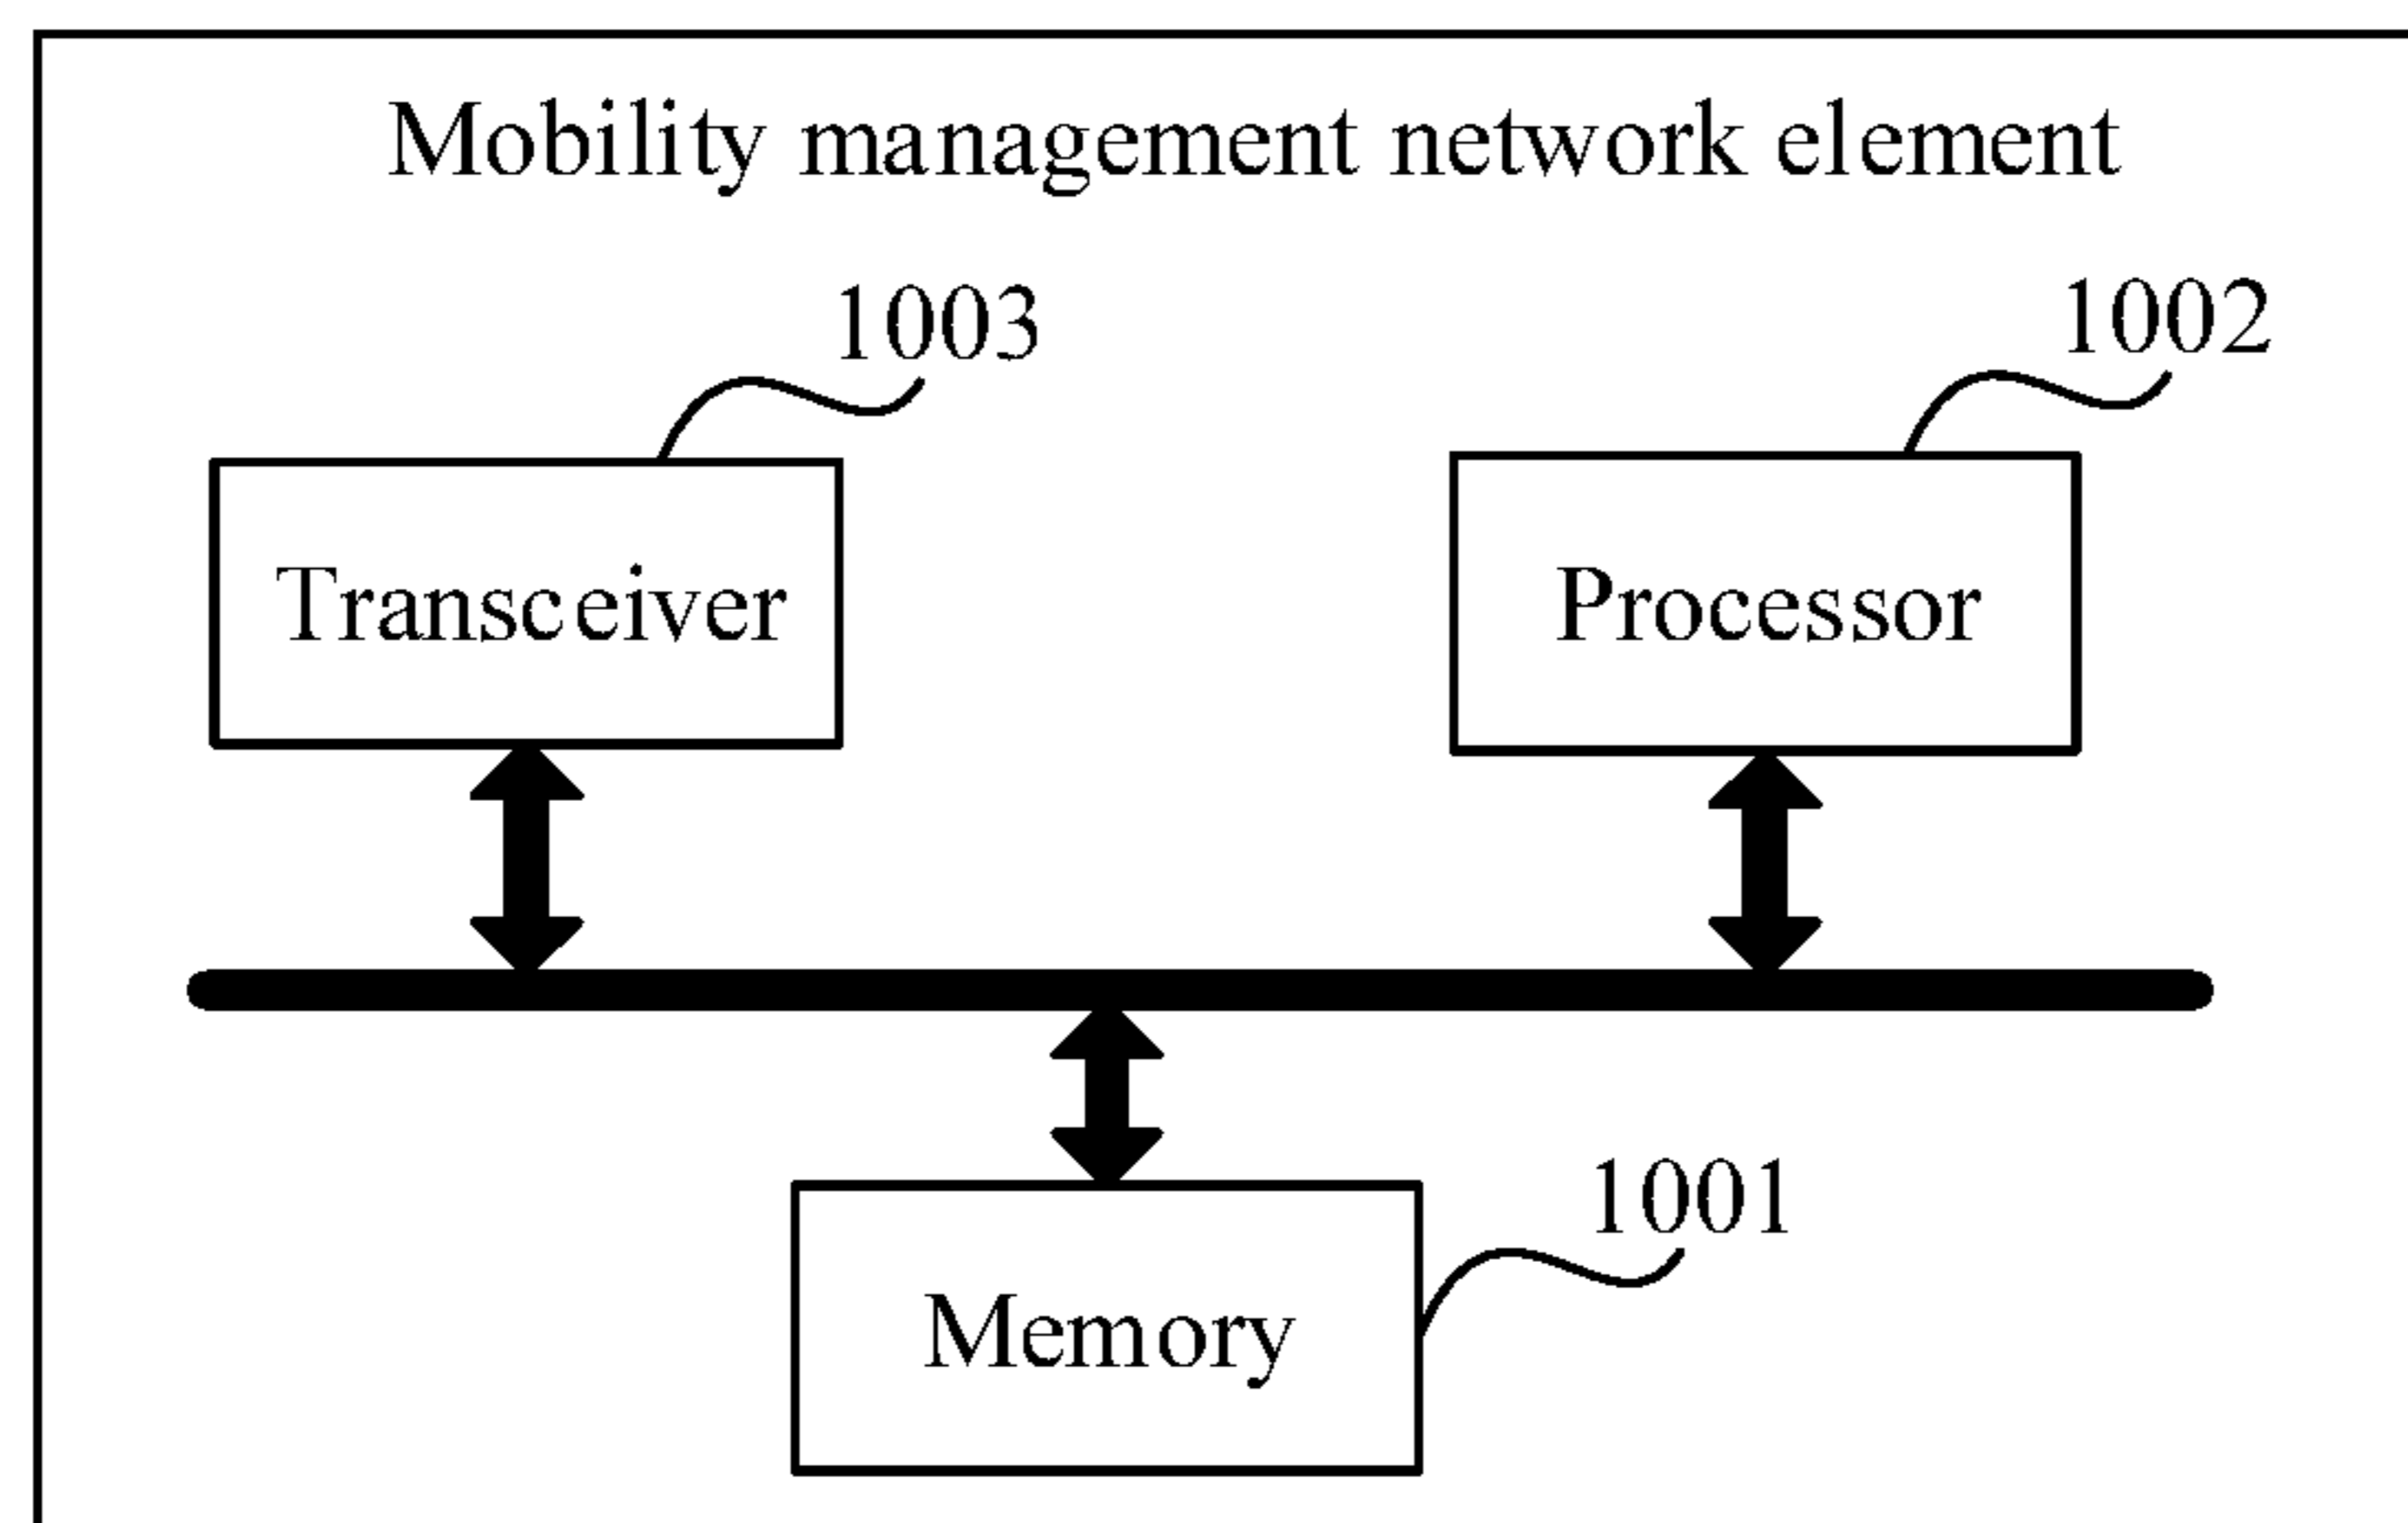 Mobility management network element
1003
1002
Transceiver
Processor
1001
Memory